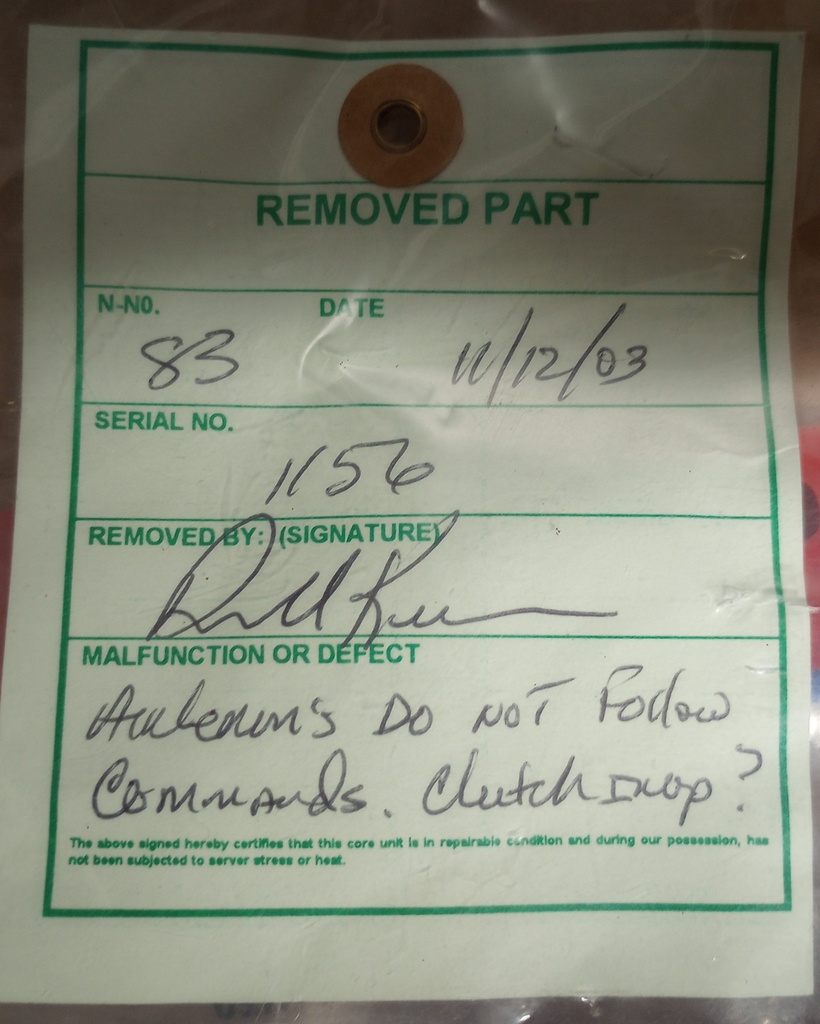 REMOVED PART
N-N0. DATE
83 11/12/03
SERIAL NO.
1156
REMOVED BY: (SIGNATURE)
MALFUNCTION OR DEFECT
DO NOT Follow
Commands. Clutch Inop?
The above signed hereby certifies that this core unit is in repairable condition and during our possession, has
not been subjected to server stress or heat.